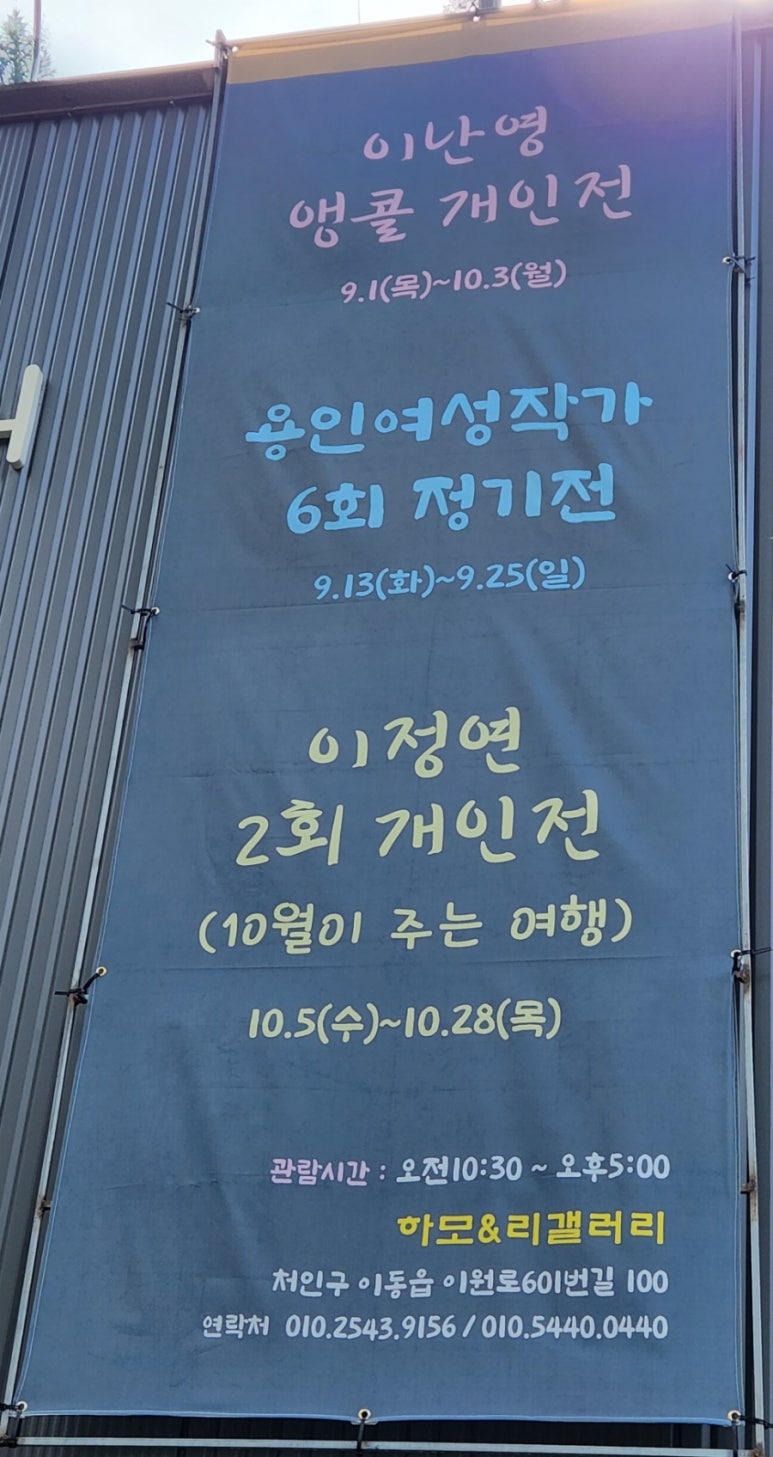 이난영
앵콜 개인전
9.1(목)~10.3(월)
용인여성작가
6회 정기전
9.13(화)~9.25(일)
이정연
2회 개인전
(10월이 주는 여행)
10.5(수)~10.28(목)
관람시간 : 오전10:30 ~ 오후5:00
하모&리갤러리
처인구 이동읍 이원로601번길 100
연락처 010.2543.9156 / 010.5440.0440